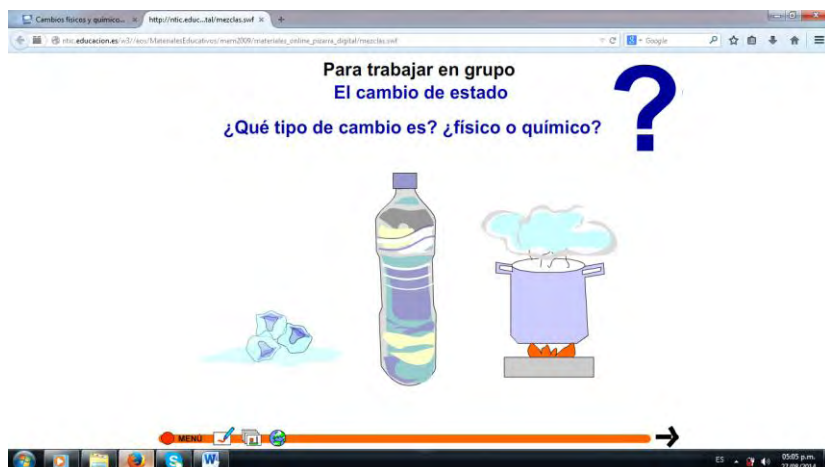 Cambios físicos y químico...
http://ntic.educ...tal/mezclas.swf
ntic.educacion.es/w3//eos/MaterialesEducativos/mem2009/materiales_online_pizarra_digital/mezclas.swf
Google
Para trabajar en grupo
El cambio de estado
¿Qué tipo de cambio es? ¿físico o químico?
?
MENÚ
ES
05:05 p.m.